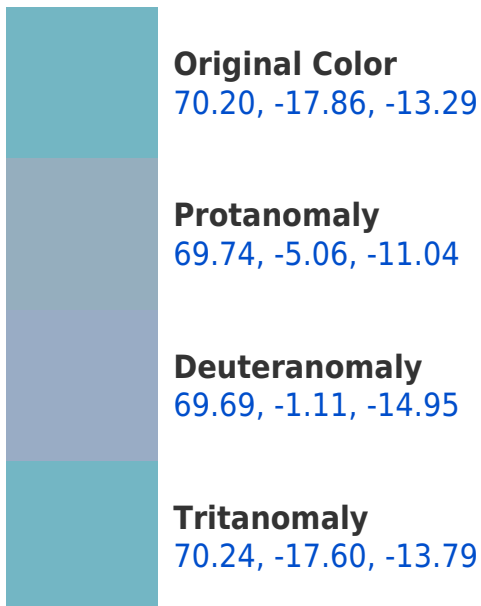 Original Color
70.20, -17.86, -13.29
Protanomaly
69.74, -5.06, -11.04
Deuteranomaly
69.69, -1.11, -14.95
Tritanomaly
70.24, -17.60, -13.79